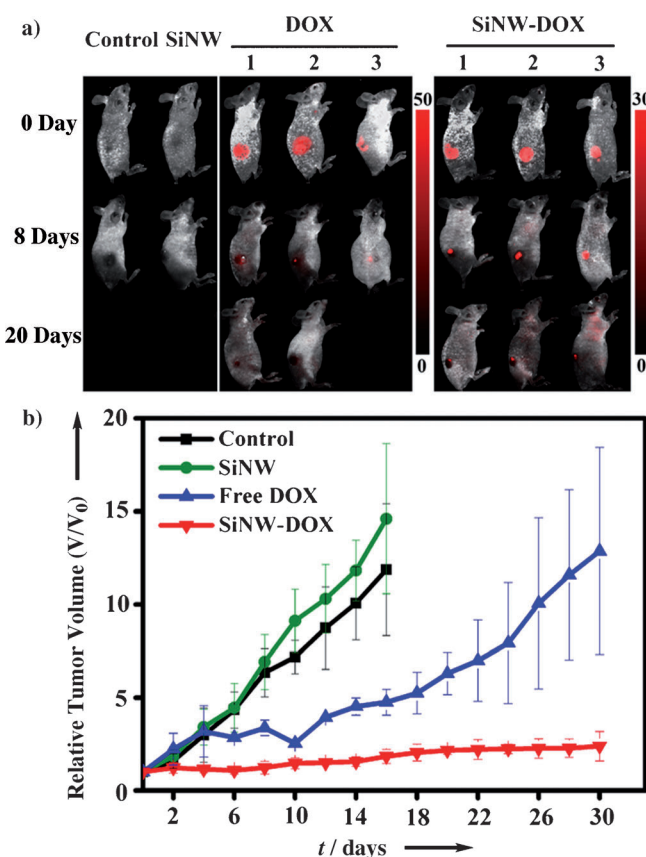 a)
Control SiNW
DOX
SiNW-DOX
1 2 3
1 2 3
0 Day
8 Days
20 Days
50
0
30
0
b)
Relative Tumor Volume (V/V₀)
20
15
10
5
0
Control
SiNW
Free DOX
SiNW-DOX
2 6 10 14 18 22 26 30
t / days